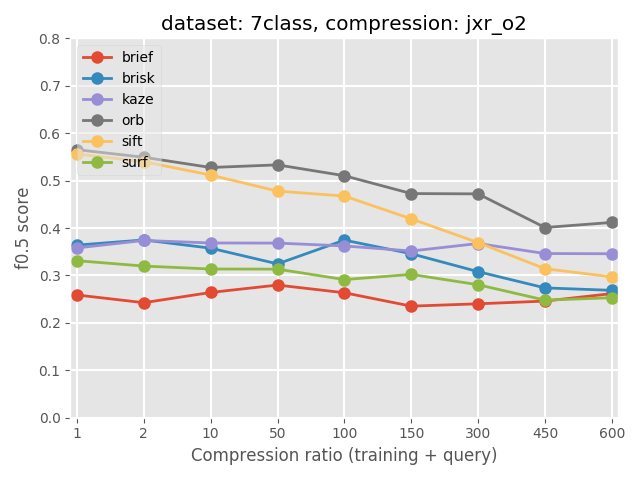 dataset: 7class, compression: jxr_o2
0.8
0.7
0.6
0.5
0.4
0.3
0.2
0.1
0.0
f0.5 score
brief
brisk
kaze
orb
sift
surf
1 2 10 50 100 150 300 450 600
Compression ratio (training + query)